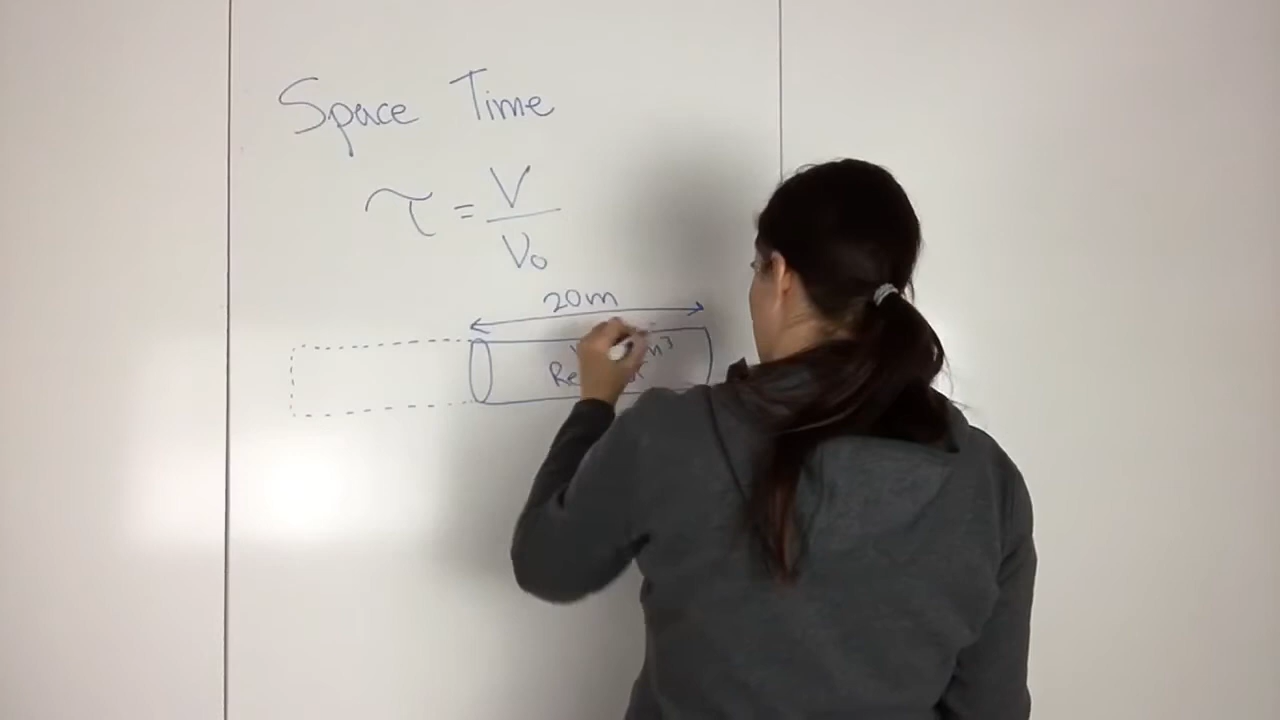 Space Time
τ = V
V₀
20m